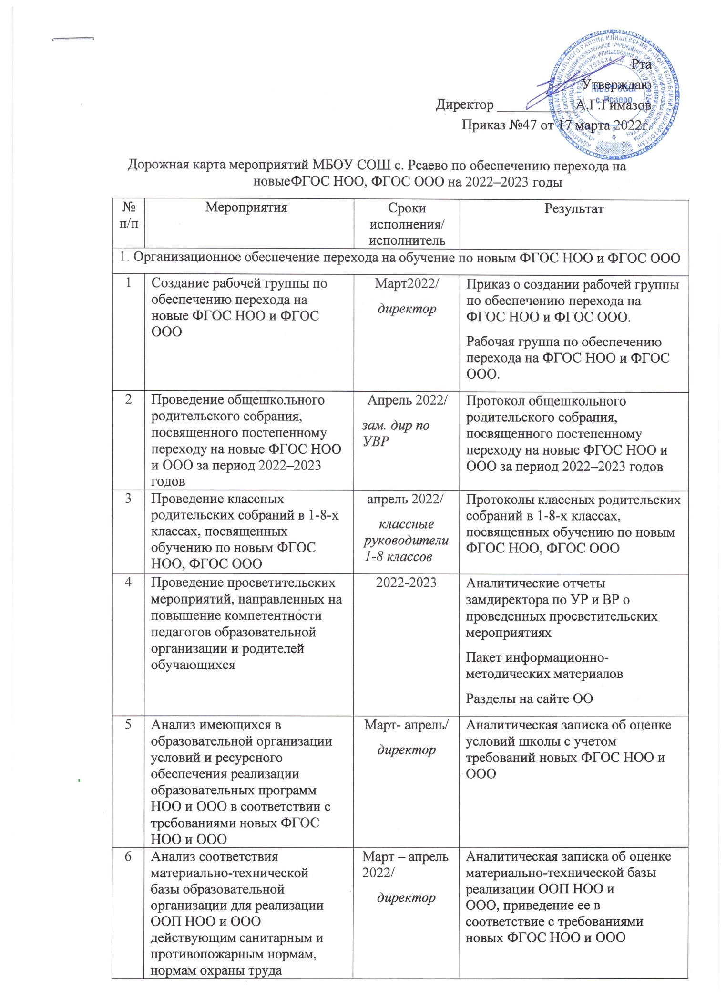 Рта
Утверждаю
Директор ___________А.Г.Гимазов
Приказ №47 от 17 марта 2022г.
МБОУ СОШ
с. Рсаево
Дорожная карта мероприятий МБОУ СОШ с. Рсаево по обеспечению перехода на
новыеФГОС НОО, ФГОС ООО на 2022–2023 годы
№
п/п
Мероприятия
Сроки
исполнения/
исполнитель
Результат
1. Организационное обеспечение перехода на обучение по новым ФГОС НОО и ФГОС ООО
1
Создание рабочей группы по
обеспечению перехода на
новые ФГОС НОО и ФГОС
ООО
Март2022/
директор
Приказ о создании рабочей группы
по обеспечению перехода на
ФГОС НОО и ФГОС ООО.
Рабочая группа по обеспечению
перехода на ФГОС НОО и ФГОС
ООО.
2
Проведение общешкольного
родительского собрания,
посвященного постепенному
переходу на новые ФГОС НОО
и ООО за период 2022–2023
годов
Апрель 2022/
зам. дир по
УВР
Протокол общешкольного
родительского собрания,
посвященного постепенному
переходу на новые ФГОС НОО и
ООО за период 2022–2023 годов
3
Проведение классных
родительских собраний в 1-8-х
классах, посвященных
обучению по новым ФГОС
НОО, ФГОС ООО
апрель 2022/
классные
руководители
1-8 классов
Протоколы классных родительских
собраний в 1-8-х классах,
посвященных обучению по новым
ФГОС НОО, ФГОС ООО
4
Проведение просветительских
мероприятий, направленных на
повышение компетентности
педагогов образовательной
организации и родителей
обучающихся
2022-2023
Аналитические отчеты
замдиректора по УР и ВР о
проведенных просветительских
мероприятиях
Пакет информационно-
методических материалов
Разделы на сайте ОО
5
Анализ имеющихся в
образовательной организации
условий и ресурсного
обеспечения реализации
образовательных программ
НОО и ООО в соответствии с
требованиями новых ФГОС
НОО и ООО
Март- апрель/
директор
Аналитическая записка об оценке
условий школы с учетом
требований новых ФГОС НОО и
ООО
6
Анализ соответствия
материально-технической
базы образовательной
организации для реализации
ООП НОО и ООО
действующим санитарным и
противопожарным нормам,
нормам охраны труда
Март – апрель
2022/
директор
Аналитическая записка об оценке
материально-технической базы
реализации ООП НОО и
ООО, приведение ее в
соответствие с требованиями
новых ФГОС НОО и ООО